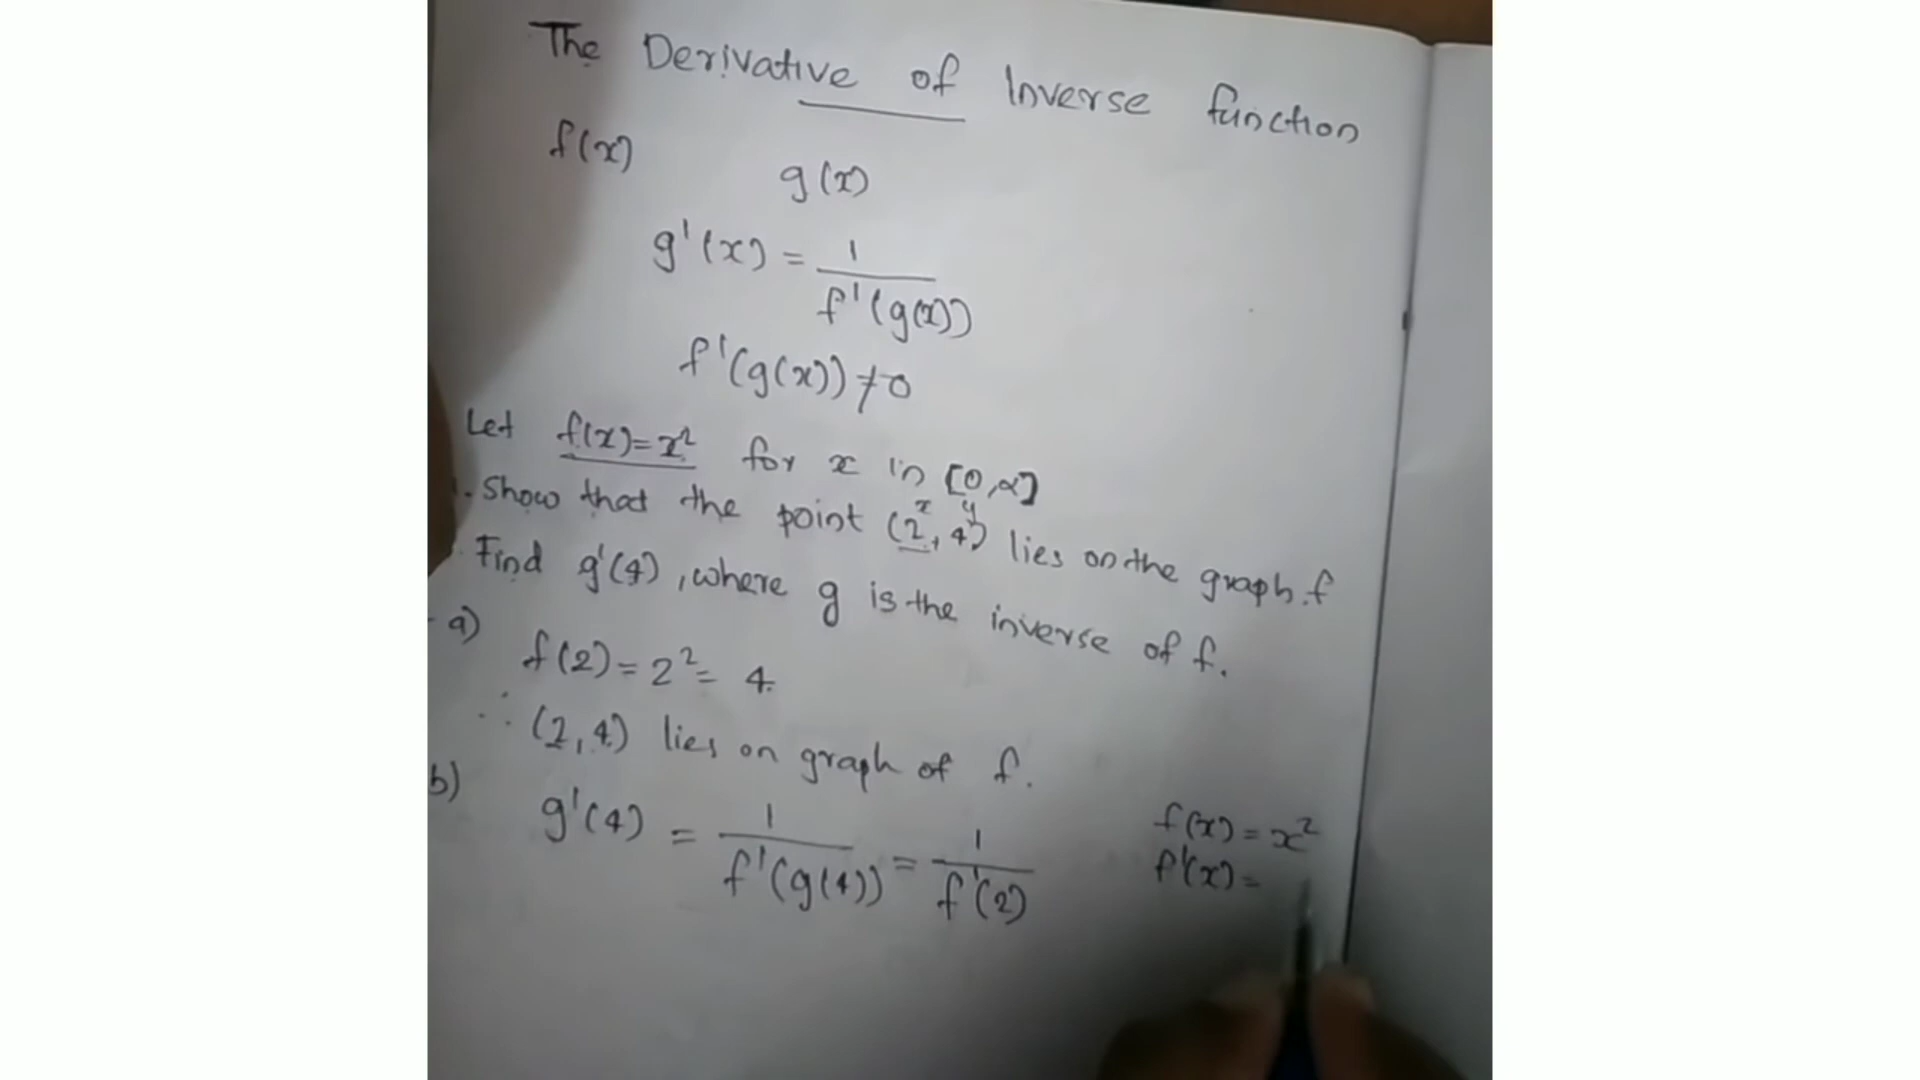 The Derivative of Inverse function
f(x) g(x)
g'(x) = 1/f'(g(x))
f'(g(x)) ≠ 0
Let f(x) = x² for x in [0, ∝]
. Show that the point (2, 4) lies on the graph.f
x y
Find g'(4), where g is the inverse of f.
a) f(2) = 2² = 4.
∴ (2, 4) lies on graph of f.
b) g'(4) = 1/f'(g(4)) = 1/f'(2)
f(x) = x²
f'(x) =